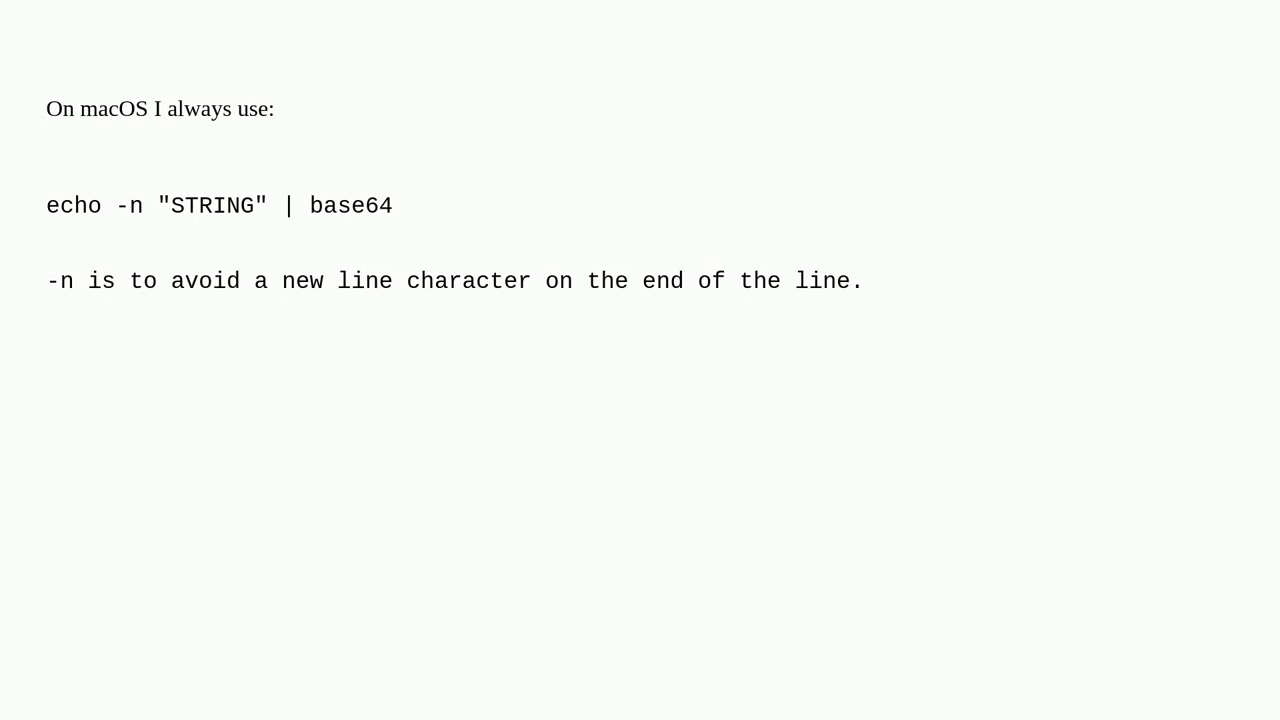 On macOS I always use:
echo -n "STRING" | base64
-n is to avoid a new line character on the end of the line.